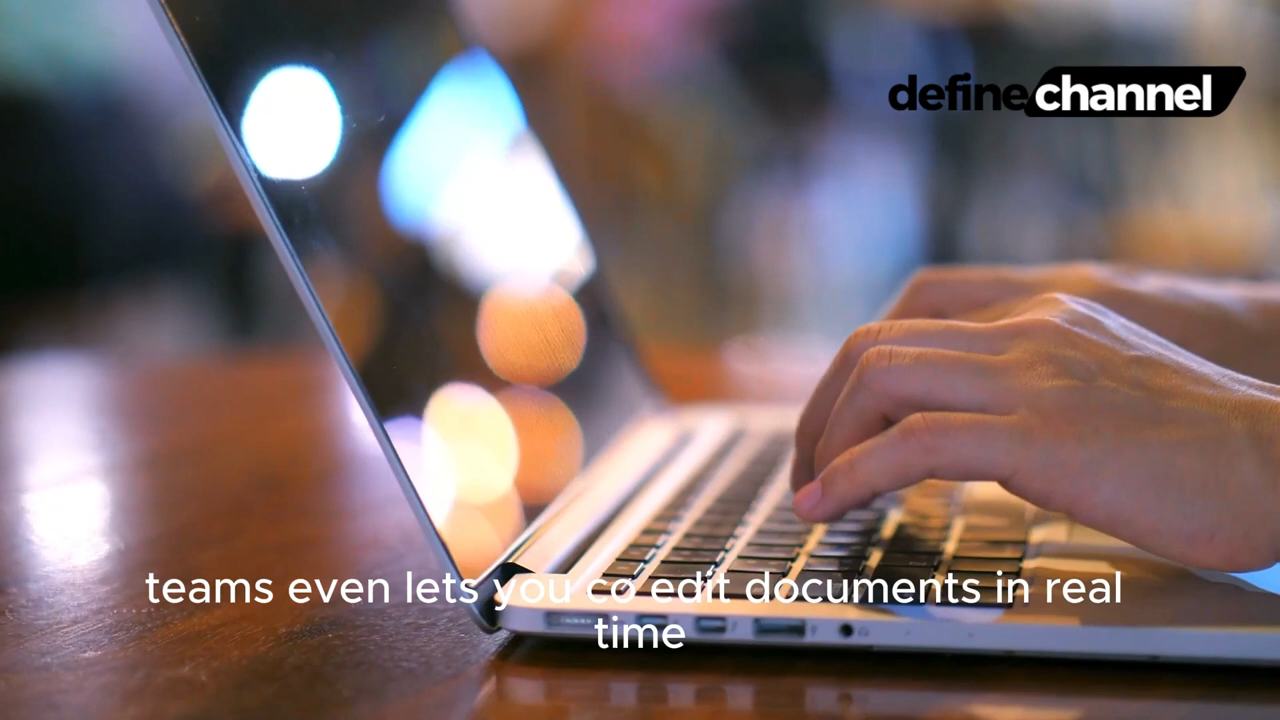 definechannel
teams even lets you co edit documents in real
time